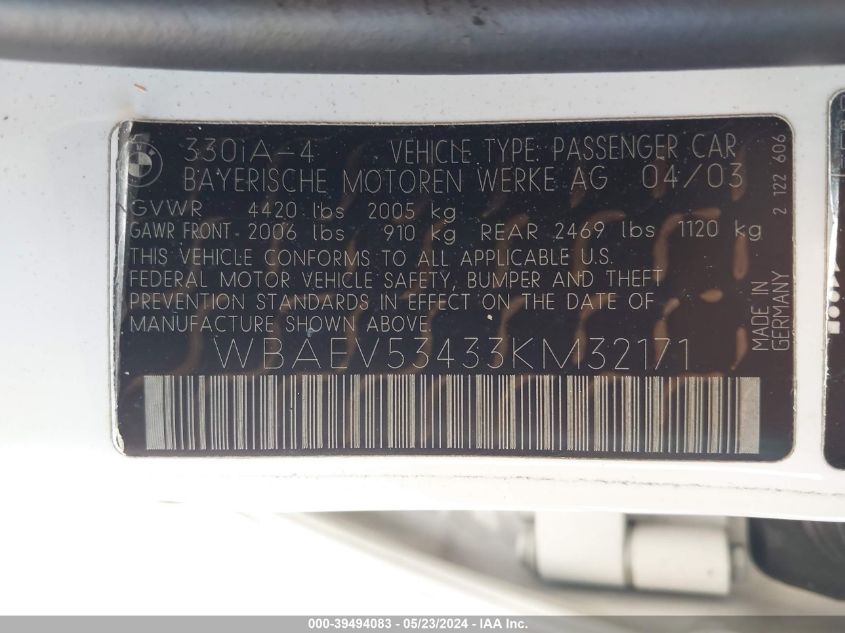 330iA-4 VEHICLE TYPE: PASSENGER CAR
BAYERISCHE MOTOREN WERKE AG 04/03
GVWR 4420 lbs 2005 kg
GAWR FRONT 2006 lbs 910 kg REAR 2469 lbs 1120 kg
THIS VEHICLE CONFORMS TO ALL APPLICABLE U.S.
FEDERAL MOTOR VEHICLE SAFETY, BUMPER AND THEFT
PREVENTION STANDARDS IN EFFECT ON THE DATE OF
MANUFACTURE SHOWN ABOVE.
WBAEV53433KM32171
2 122 606
MADE IN
GERMANY
000-39494083 - 05/23/2024 - IAA Inc.